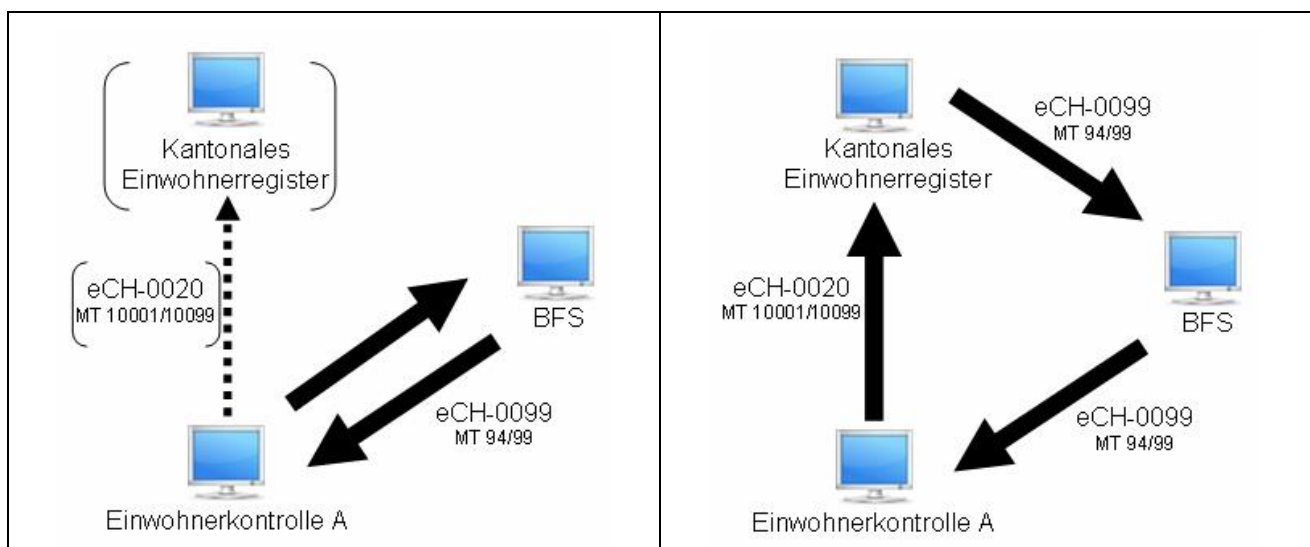 Kantonales
Einwohnerregister
eCH-0020
MT 10001/10099
BFS
eCH-0099
MT 94/99
Einwohnerkontrolle A
eCH-0099
MT 94/99
Kantonales
Einwohnerregister
eCH-0020
MT 10001/10099
BFS
eCH-0099
MT 94/99
Einwohnerkontrolle A